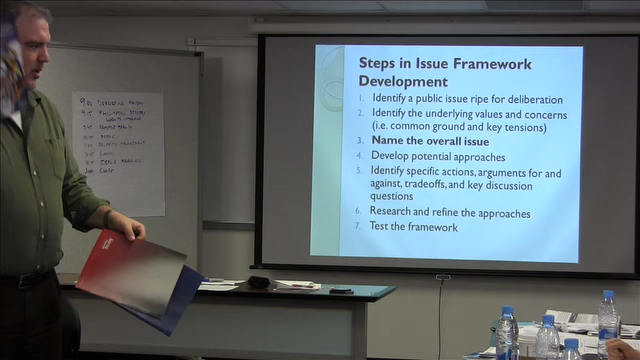 Steps in Issue Framework
Development
1. Identify a public issue ripe for deliberation
2. Identify the underlying values and concerns
(i.e. common ground and key tensions)
3. Name the overall issue
4. Develop potential approaches
5. Identify specific actions, arguments for and
against, tradeoffs, and key discussion
questions
6. Research and refine the approaches
7. Test the framework